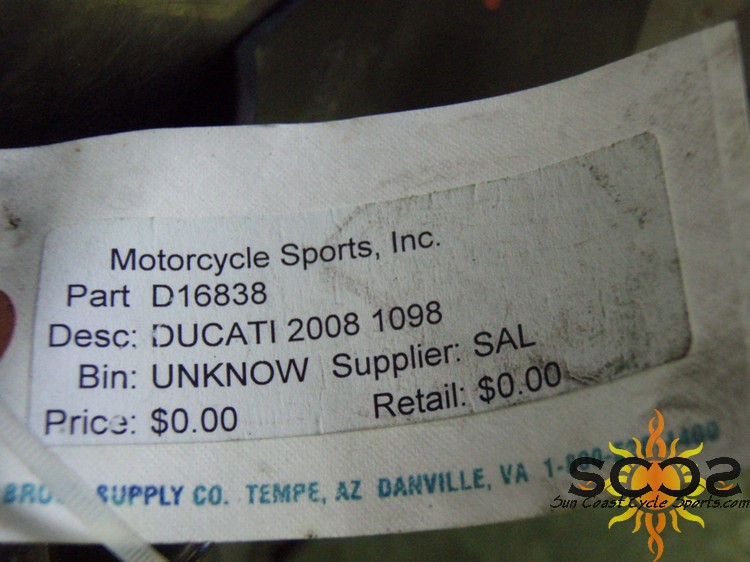 Motorcycle Sports, Inc.
Part D16838
Desc: DUCATI 2008 1098
Bin: UNKNOW Supplier: SAL
Price: $0.00 Retail: $0.00
SUPPLY CO. TEMPE, AZ DANVILLE, VA
SCCS
Sun Coast Cycle Sports.com